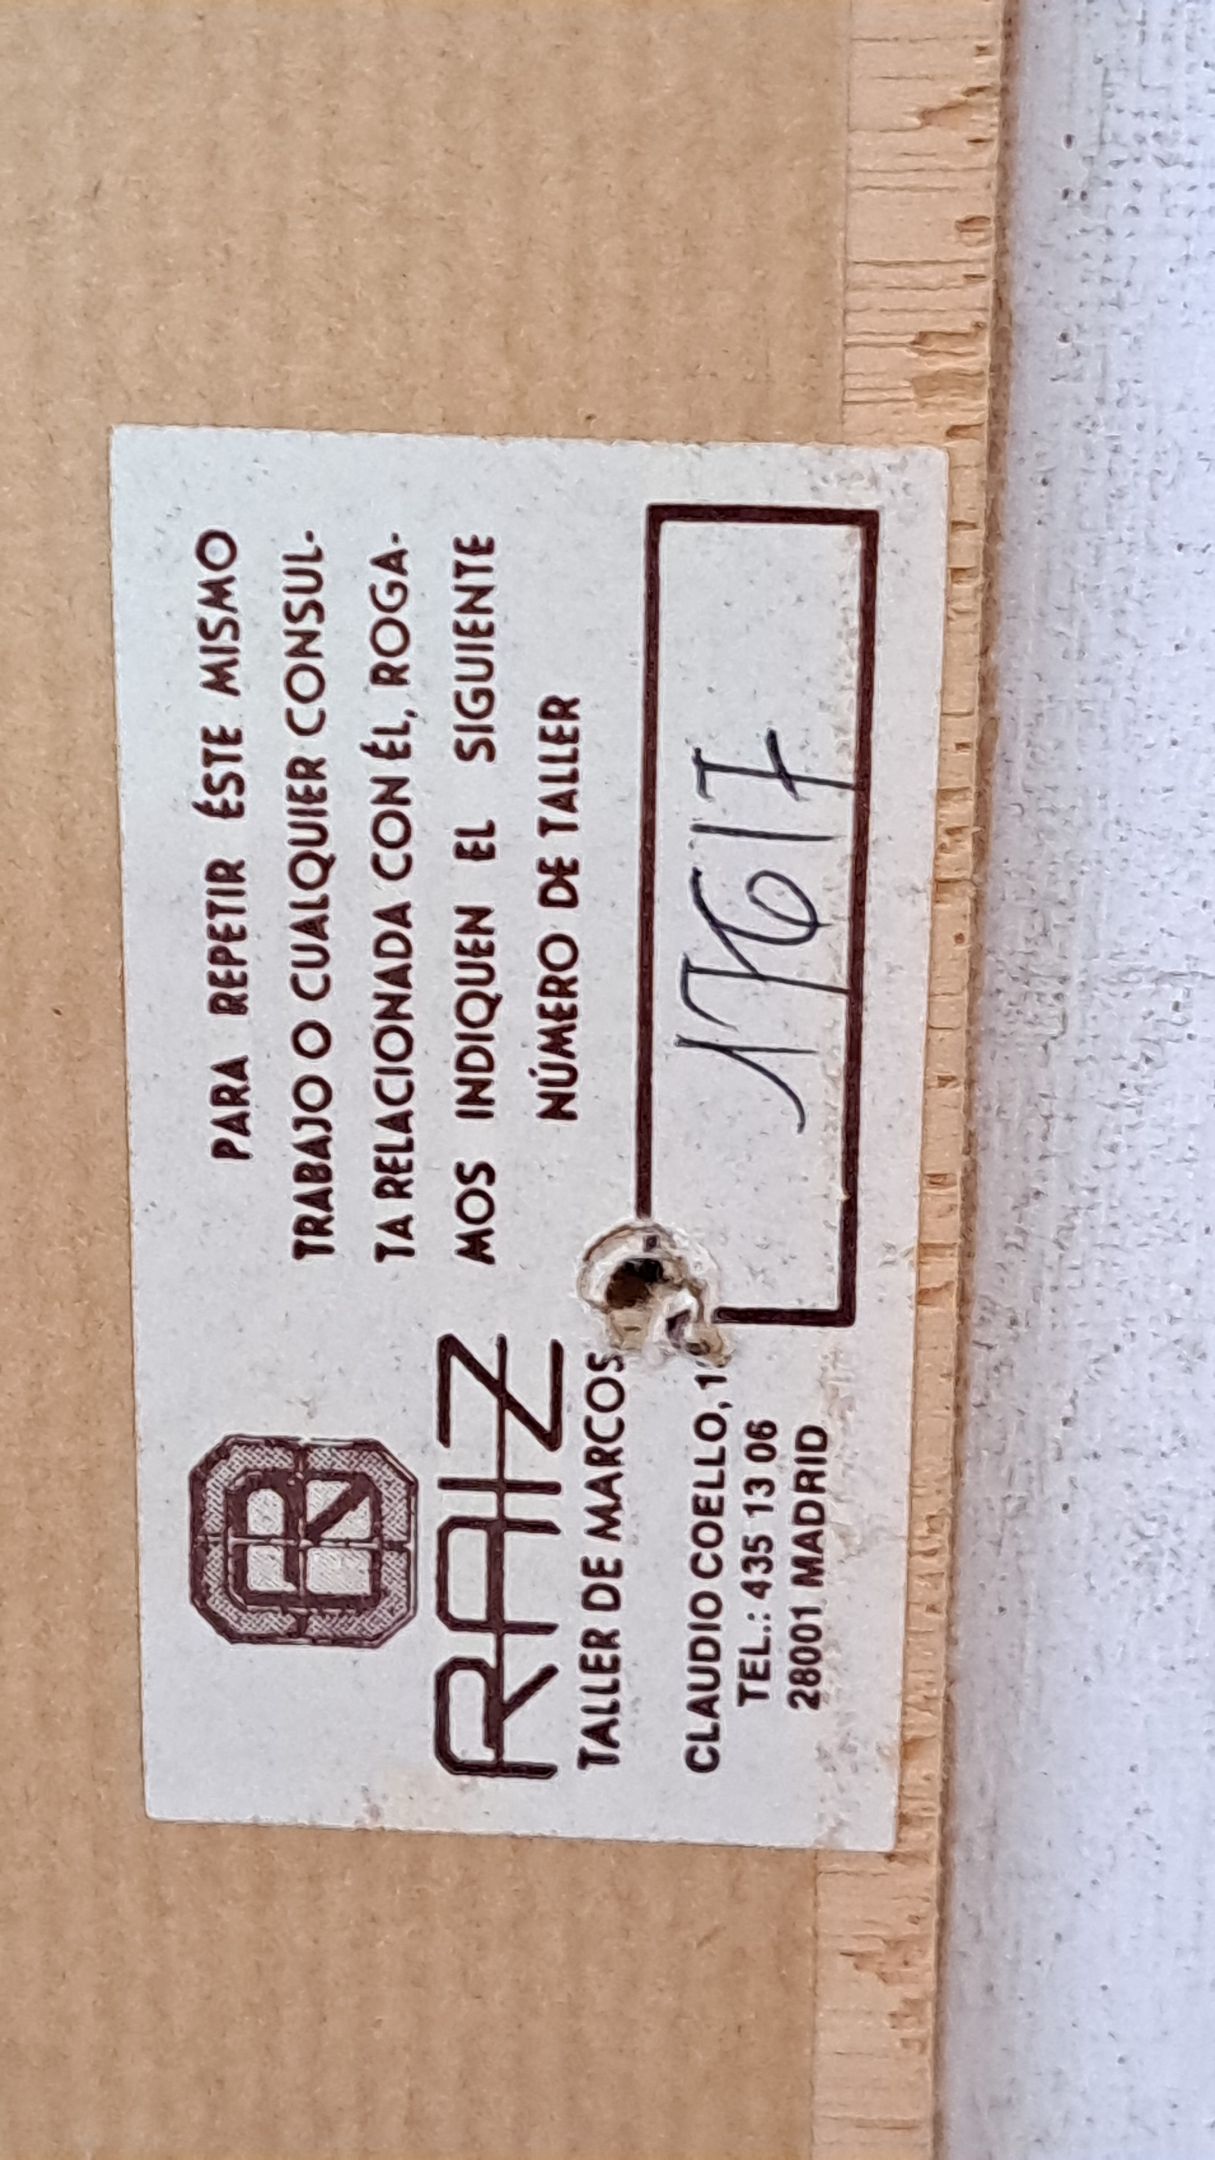 R
RAIZ
TALLER DE MARCOS
CLAUDIO COELLO, 1
TEL.: 435 13 06
28001 MADRID
PARA REPETIR ÉSTE MISMO
TRABAJO O CUALQUIER CONSUL-
TA RELACIONADA CON ÉL, ROGA-
MOS INDIQUEN EL SIGUIENTE
NÚMERO DE TALLER
17617